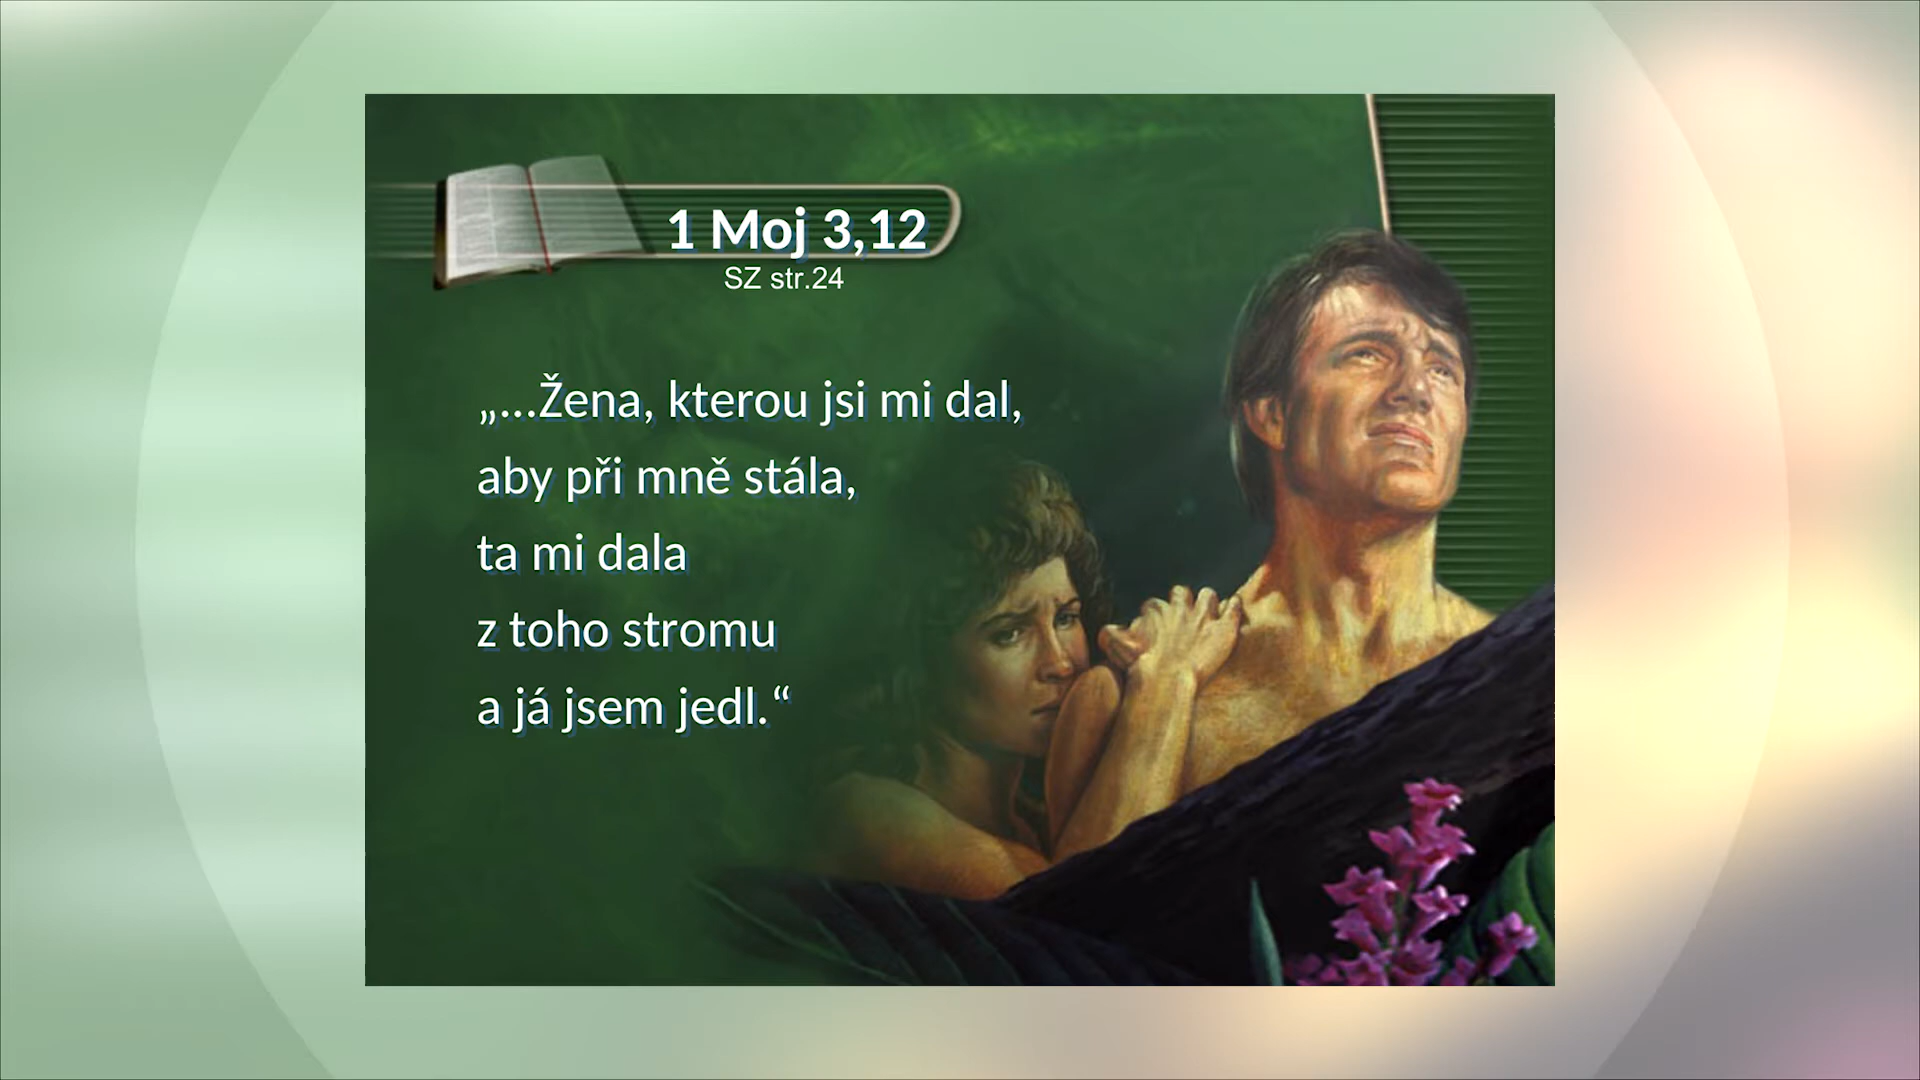 1 Moj 3,12
SZ str.24
„...Žena, kterou jsi mi dal,
aby při mně stála,
ta mi dala
z toho stromu
a já jsem jedl.“